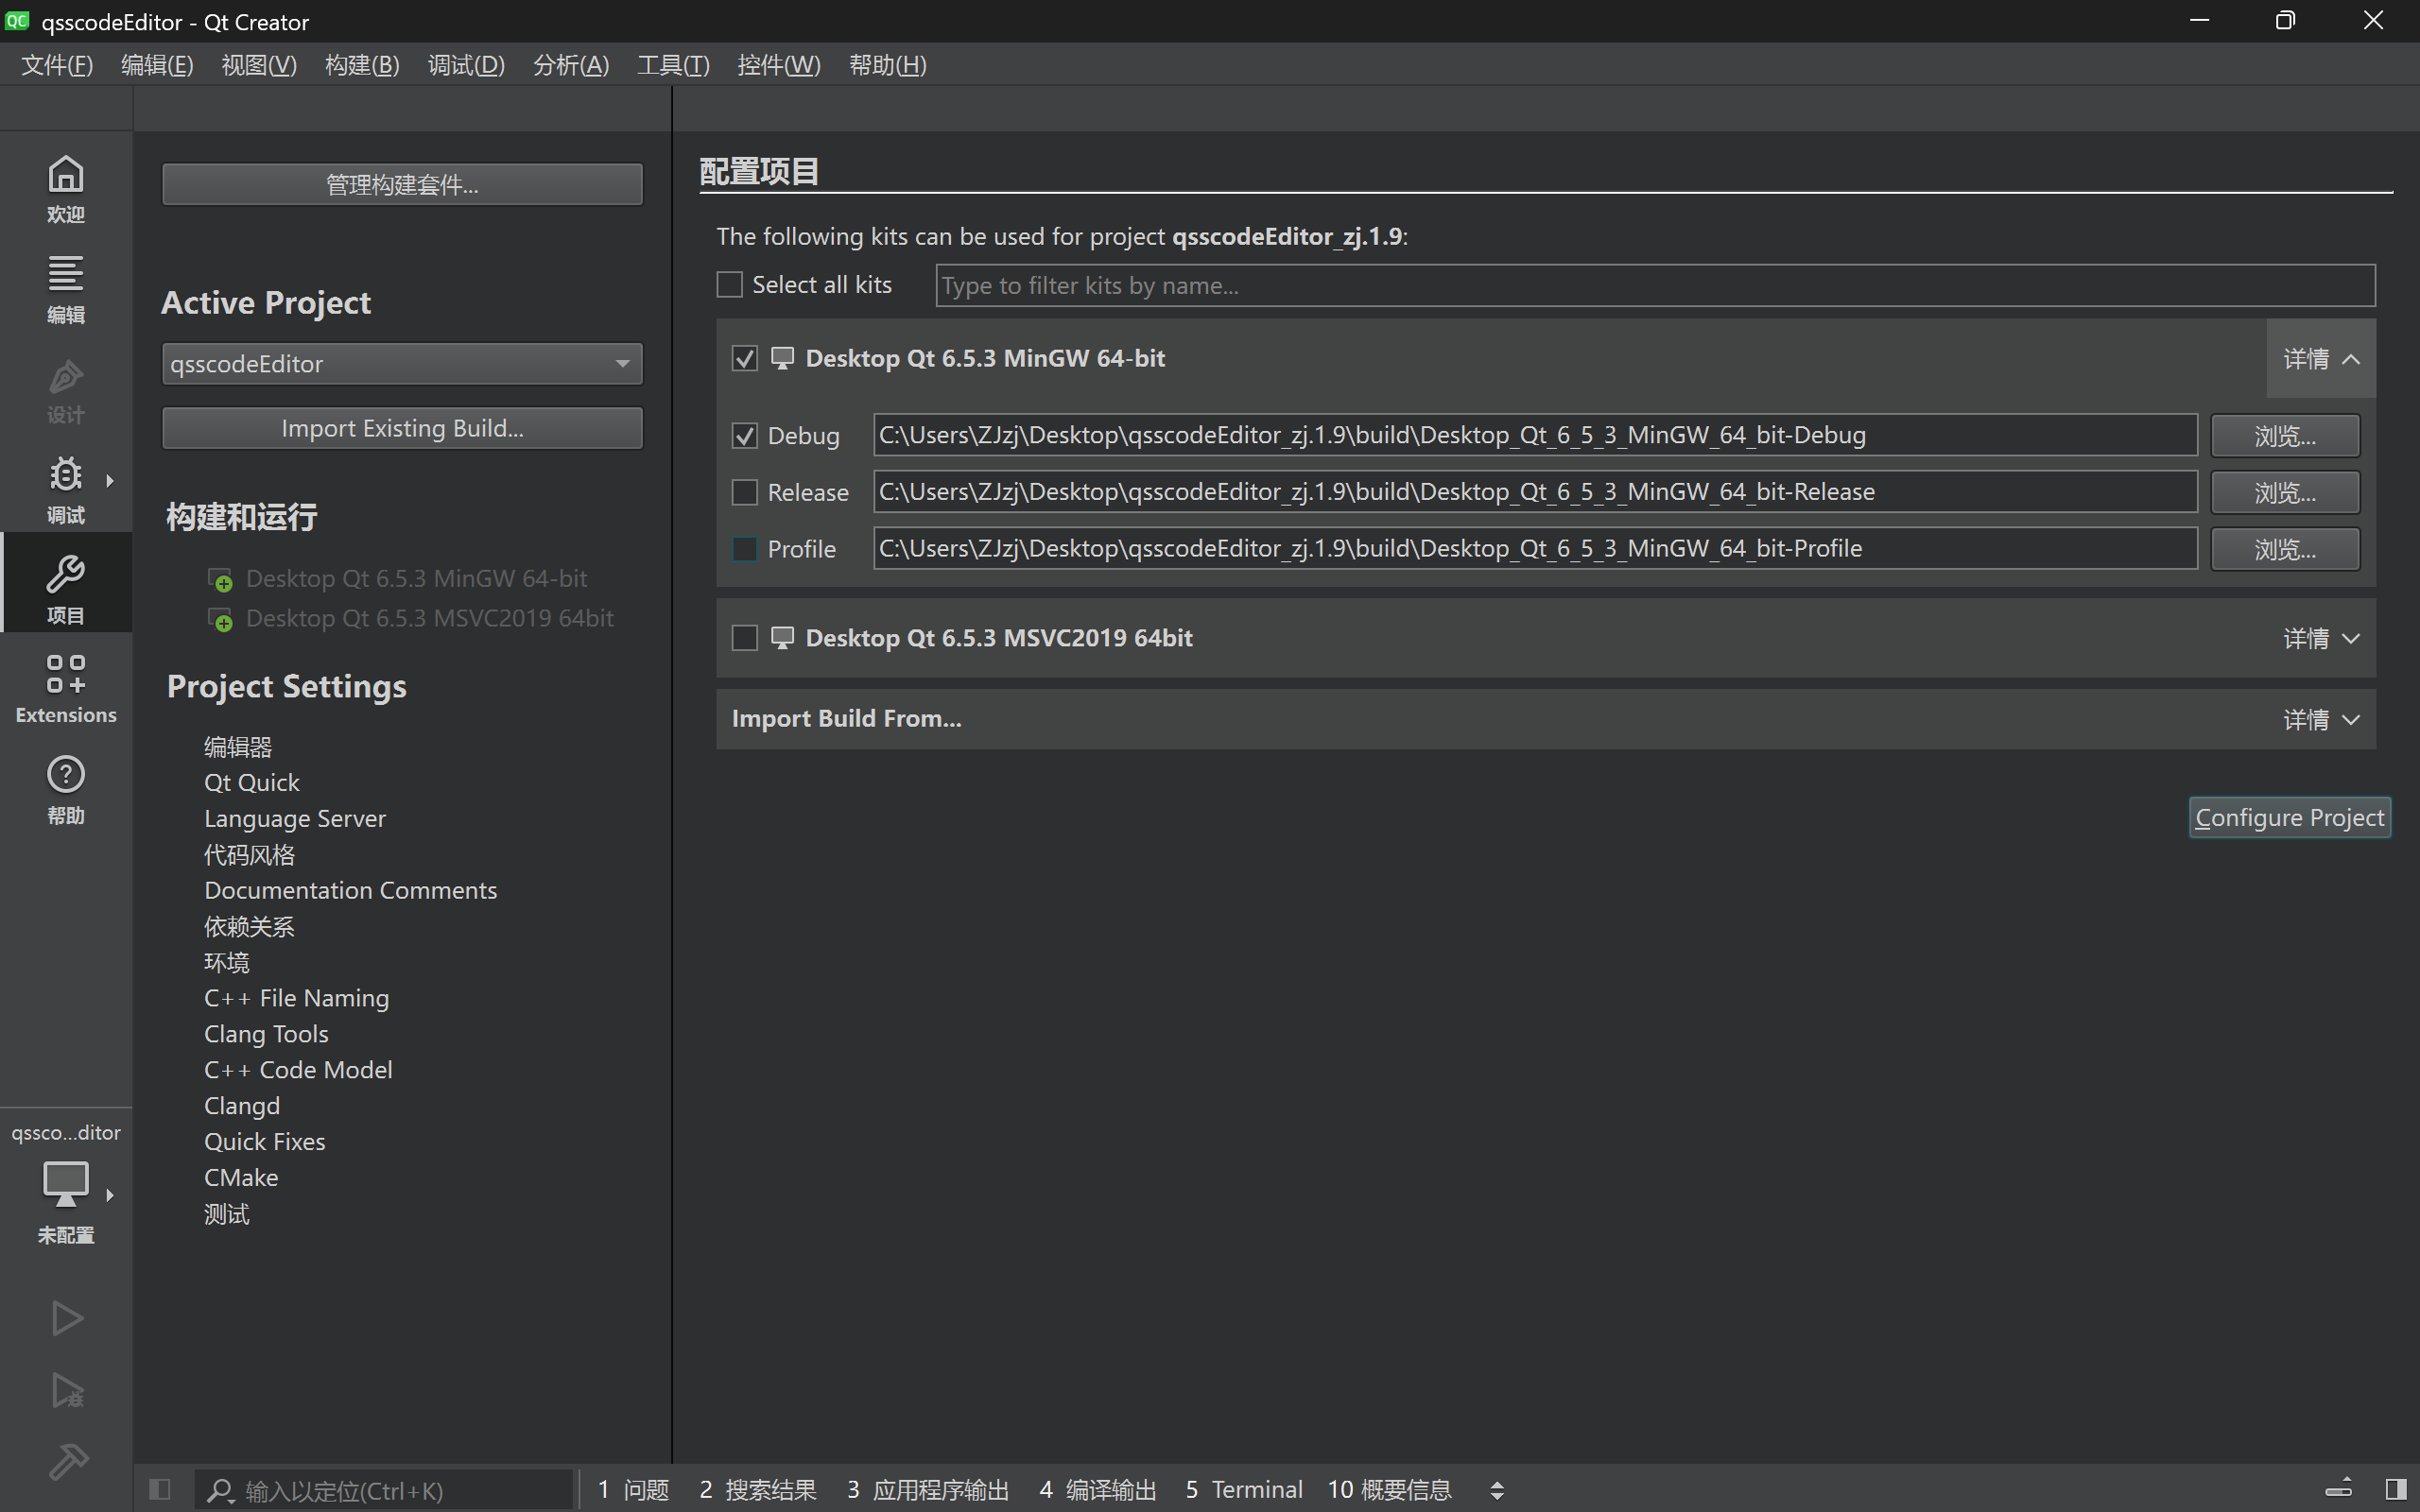 QC qsscodeEditor - Qt Creator
文件(F) 编辑(E) 视图(V) 构建(B) 调试(D) 分析(A) 工具(T) 控件(W) 帮助(H)
欢迎
编辑
设计
调试
项目
Extensions
帮助
qssco...ditor
未配置
管理构建套件...
Active Project
qsscodeEditor
Import Existing Build...
构建和运行
Desktop Qt 6.5.3 MinGW 64-bit
Desktop Qt 6.5.3 MSVC2019 64bit
Project Settings
编辑器
Qt Quick
Language Server
代码风格
Documentation Comments
依赖关系
环境
C++ File Naming
Clang Tools
C++ Code Model
Clangd
Quick Fixes
CMake
测试
配置项目
The following kits can be used for project qsscodeEditor_zj.1.9:
Select all kits Type to filter kits by name...
Desktop Qt 6.5.3 MinGW 64-bit 详情
Debug C:\Users\ZJzj\Desktop\qsscodeEditor_zj.1.9\build\Desktop_Qt_6_5_3_MinGW_64_bit-Debug 浏览...
Release C:\Users\ZJzj\Desktop\qsscodeEditor_zj.1.9\build\Desktop_Qt_6_5_3_MinGW_64_bit-Release 浏览...
Profile C:\Users\ZJzj\Desktop\qsscodeEditor_zj.1.9\build\Desktop_Qt_6_5_3_MinGW_64_bit-Profile 浏览...
Desktop Qt 6.5.3 MSVC2019 64bit 详情
Import Build From... 详情
Configure Project
输入以定位(Ctrl+K) 1 问题 2 搜索结果 3 应用程序输出 4 编译输出 5 Terminal 10 概要信息